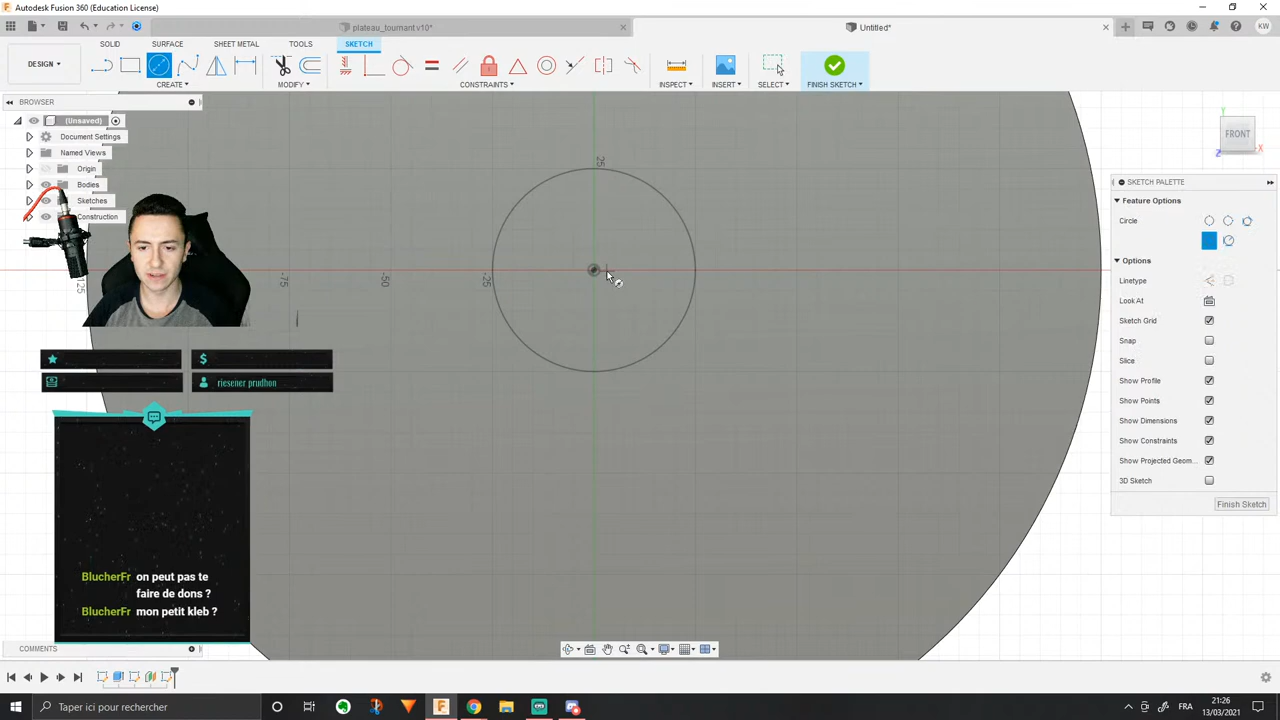 Autodesk Fusion 360 (Education License)
plateau_tournant v10*
Untitled*
KW
DESIGN
SOLID SURFACE SHEET METAL TOOLS SKETCH
CREATE MODIFY CONSTRAINTS INSPECT INSERT SELECT FINISH SKETCH
BROWSER
(Unsaved)
Document Settings
Named Views
Origin
Bodies
Sketches
Construction
25
-75
-50
-25
FRONT
Y
X
Z
SKETCH PALETTE
Feature Options
Circle
Options
Linetype
Look At
Sketch Grid
Snap
Slice
Show Profile
Show Points
Show Dimensions
Show Constraints
Show Projected Geom...
3D Sketch
Finish Sketch
$
riesener prudhon
BlucherFr on peut pas te
faire de dons ?
BlucherFr mon petit kleb ?
COMMENTS
Taper ici pour rechercher
FRA
21:26
13/03/2021